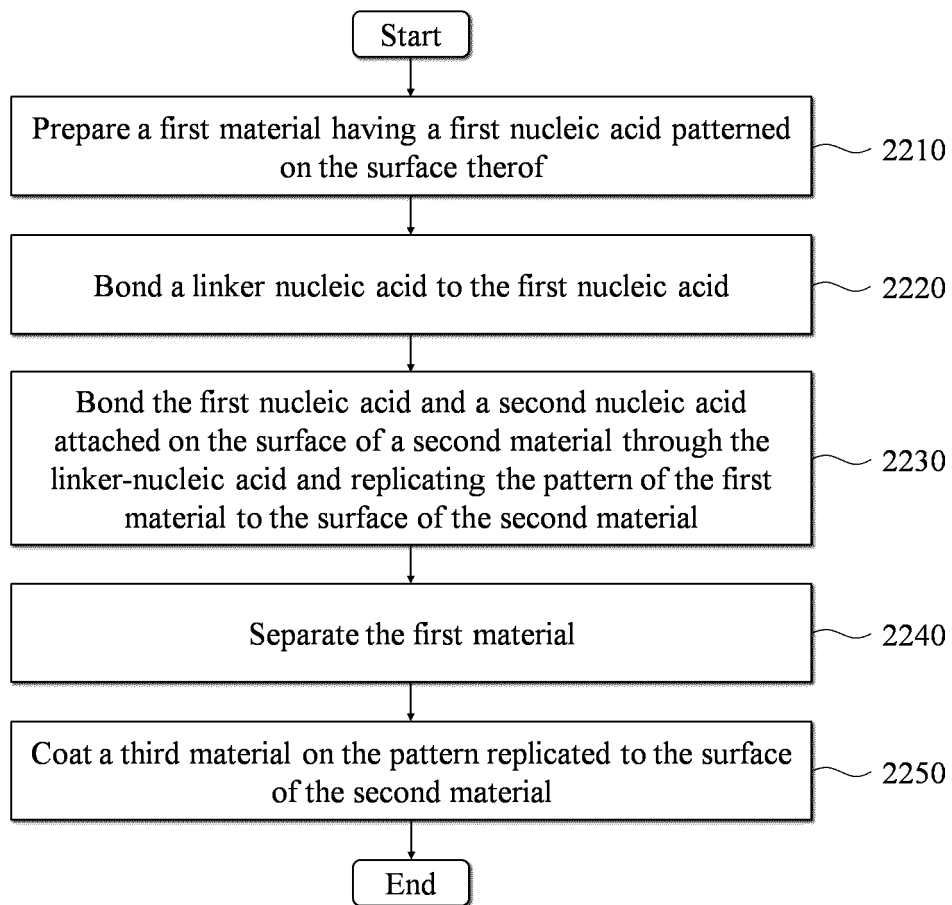 Start
Prepare a first material having a first nucleic acid patterned
on the surface therof
2210
Bond a linker nucleic acid to the first nucleic acid
2220
Bond the first nucleic acid and a second nucleic acid
attached on the surface of a second material through the
linker-nucleic acid and replicating the pattern of the first
material to the surface of the second material
2230
Separate the first material
2240
Coat a third material on the pattern replicated to the surface
of the second material
2250
End